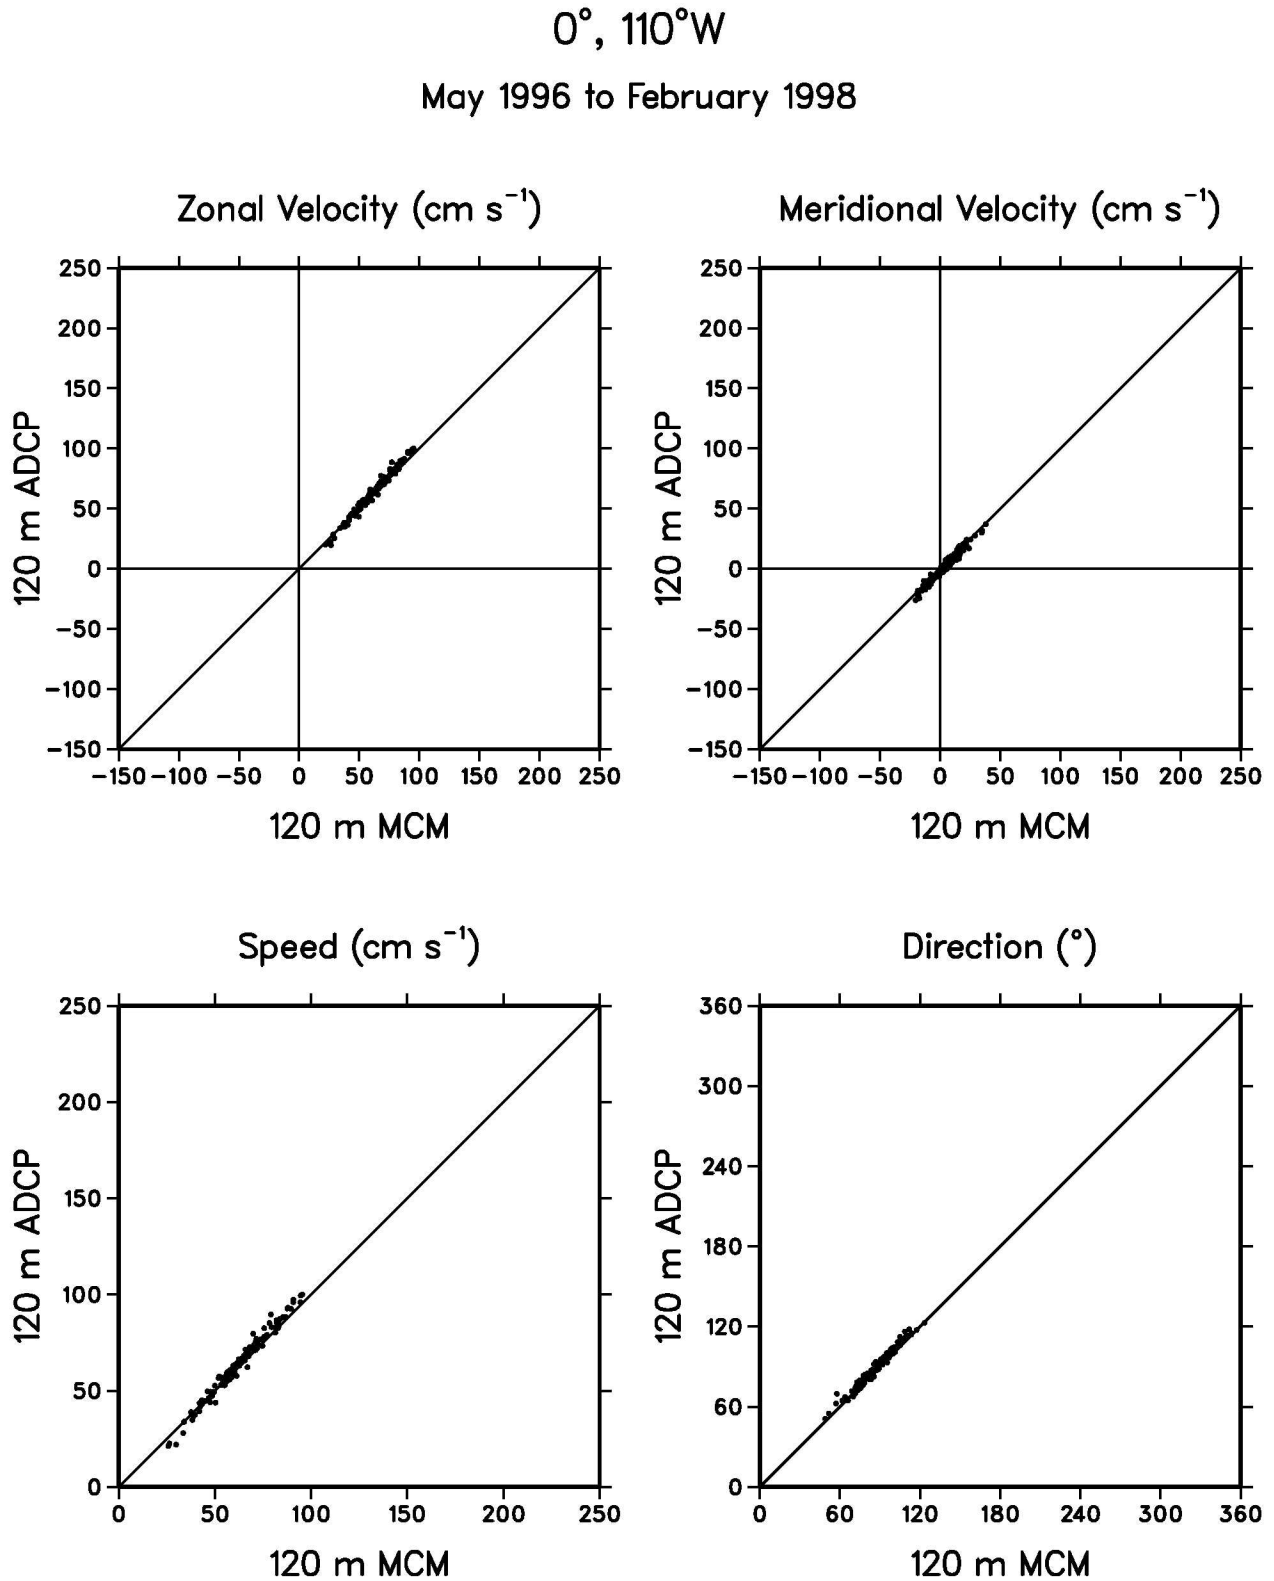 0°, 110°W
May 1996 to February 1998
Zonal Velocity (cm s⁻¹)
250
200
150
100
50
0
−50
−100
−150
120 m ADCP
−150 −100 −50 0 50 100 150 200 250
120 m MCM
Meridional Velocity (cm s⁻¹)
250
200
150
100
50
0
−50
−100
−150
120 m ADCP
−150 −100 −50 0 50 100 150 200 250
120 m MCM
Speed (cm s⁻¹)
250
200
150
100
50
0
120 m ADCP
0 50 100 150 200 250
120 m MCM
Direction (°)
360
300
240
180
120
60
0
120 m ADCP
0 60 120 180 240 300 360
120 m MCM